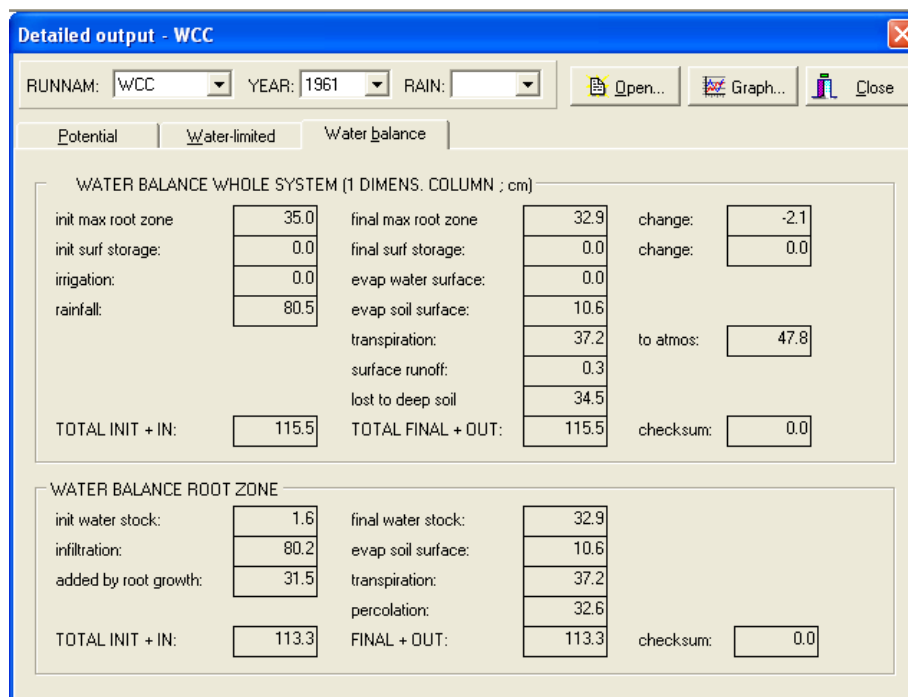 Detailed output - WCC
RUNNAM: WCC YEAR: 1961 RAIN: Open... Graph... Close
Potential Water-limited Water balance
WATER BALANCE WHOLE SYSTEM (1 DIMENS. COLUMN ; cm)
init max root zone 35.0 final max root zone 32.9 change: -2.1
init surf storage: 0.0 final surf storage: 0.0 change: 0.0
irrigation: 0.0 evap water surface: 0.0
rainfall: 80.5 evap soil surface: 10.6
transpiration: 37.2 to atmos: 47.8
surface runoff: 0.3
lost to deep soil 34.5
TOTAL INIT + IN: 115.5 TOTAL FINAL + OUT: 115.5 checksum: 0.0
WATER BALANCE ROOT ZONE
init water stock: 1.6 final water stock: 32.9
infiltration: 80.2 evap soil surface: 10.6
added by root growth: 31.5 transpiration: 37.2
percolation: 32.6
TOTAL INIT + IN: 113.3 FINAL + OUT: 113.3 checksum: 0.0